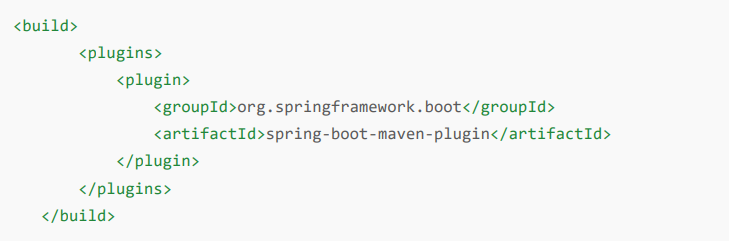 <build>
<plugins>
<plugin>
<groupId>org.springframework.boot</groupId>
<artifactId>spring-boot-maven-plugin</artifactId>
</plugin>
</plugins>
</build>